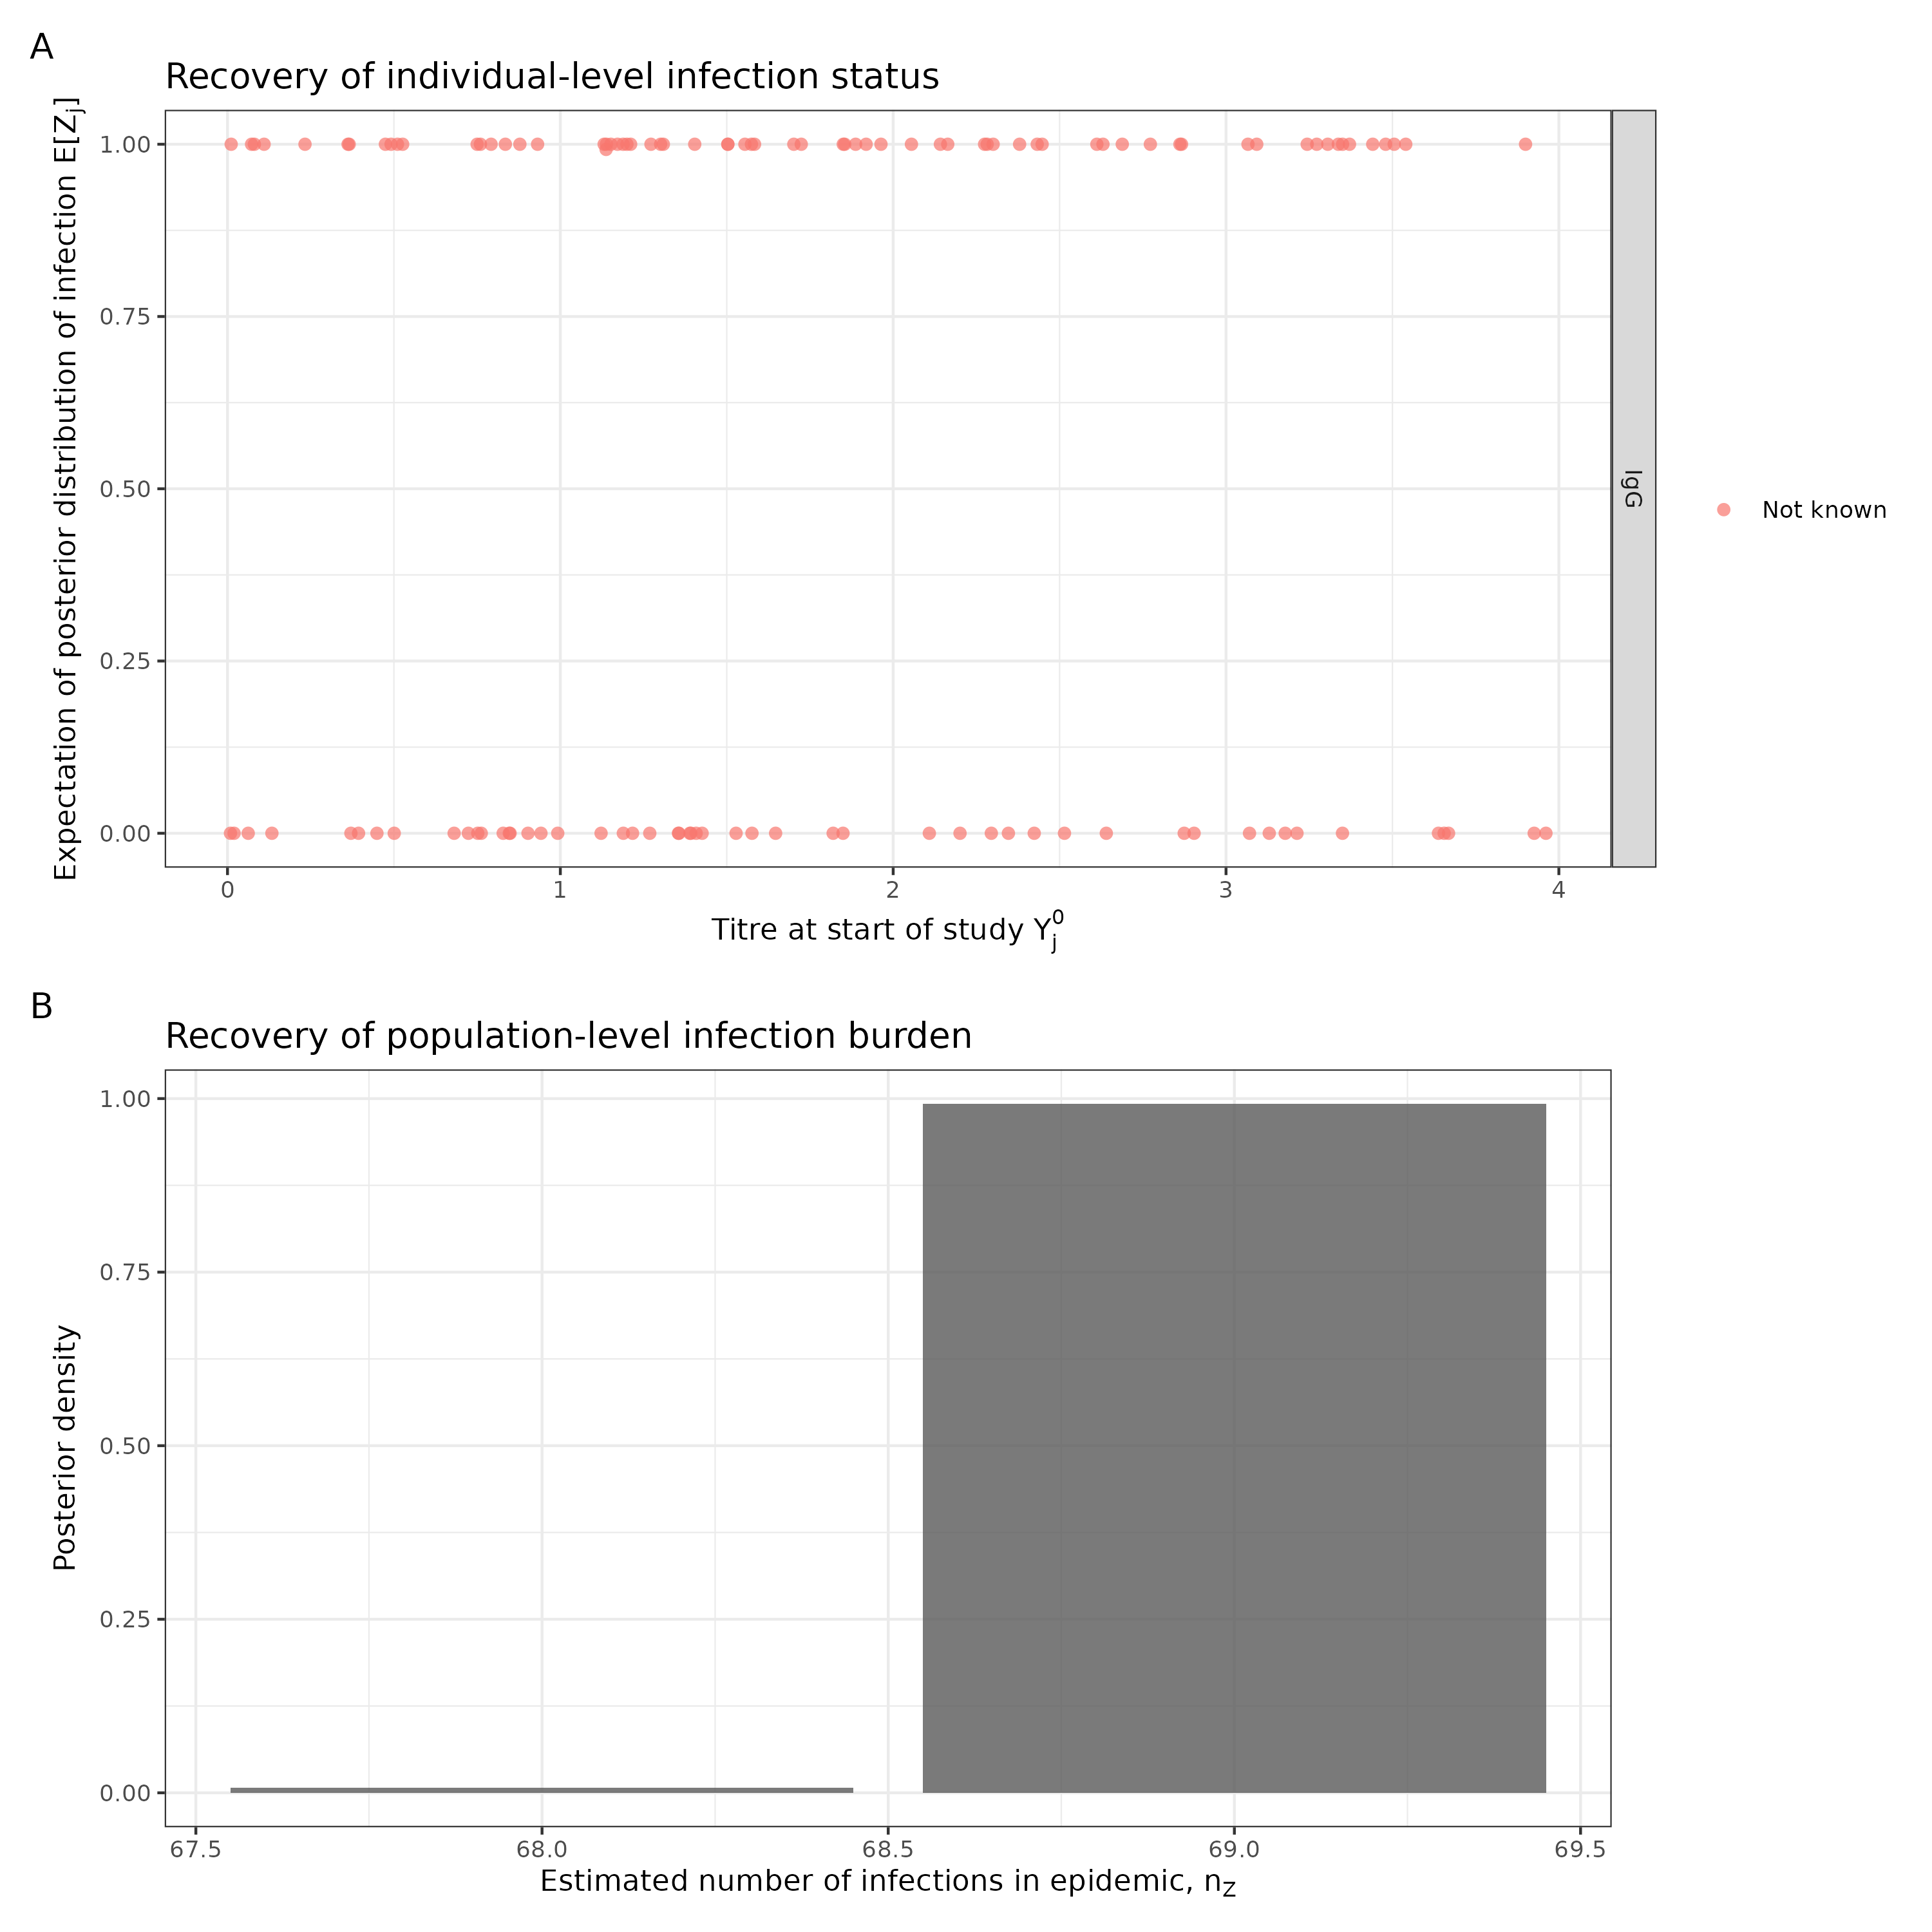 A
Recovery of individual-level infection status
Expectation of posterior distribution of infection E[Zj]
1.00
0.75
0.50
0.25
0.00
0 1 2 3 4
Titre at start of study Yj0
IgG
Not known
B
Recovery of population-level infection burden
Posterior density
1.00
0.75
0.50
0.25
0.00
67.5 68.0 68.5 69.0 69.5
Estimated number of infections in epidemic, nZ